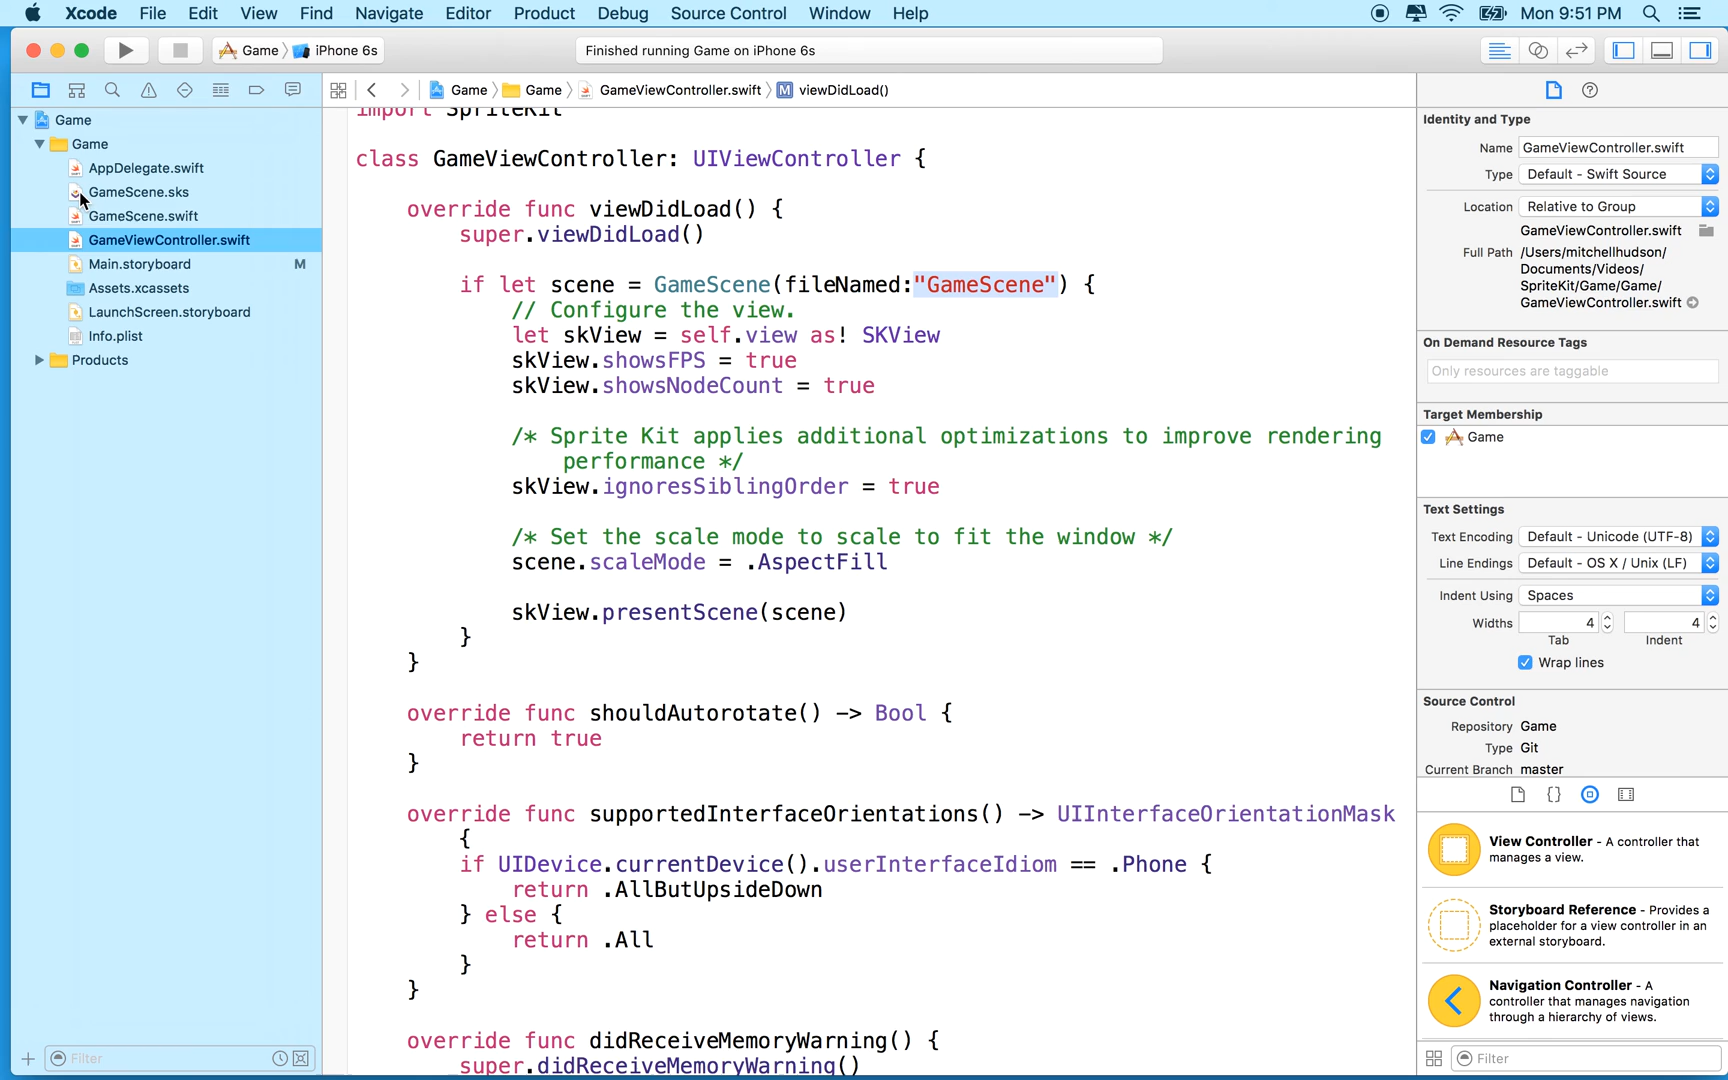 Xcode File Edit View Find Navigate Editor Product Debug Source Control Window Help Mon 9:51 PM
Game iPhone 6s Finished running Game on iPhone 6s
Game Game GameViewController.swift M viewDidLoad()
Game
Game
AppDelegate.swift
GameScene.sks
GameScene.swift
GameViewController.swift
Main.storyboard M
Assets.xcassets
LaunchScreen.storyboard
Info.plist
Products
Filter
import SpriteKit
class GameViewController: UIViewController {
override func viewDidLoad() {
super.viewDidLoad()
if let scene = GameScene(fileNamed:"GameScene") {
// Configure the view.
let skView = self.view as! SKView
skView.showsFPS = true
skView.showsNodeCount = true
/* Sprite Kit applies additional optimizations to improve rendering
performance */
skView.ignoresSiblingOrder = true
/* Set the scale mode to scale to fit the window */
scene.scaleMode = .AspectFill
skView.presentScene(scene)
}
}
override func shouldAutorotate() -> Bool {
return true
}
override func supportedInterfaceOrientations() -> UIInterfaceOrientationMask
{
if UIDevice.currentDevice().userInterfaceIdiom == .Phone {
return .AllButUpsideDown
} else {
return .All
}
}
override func didReceiveMemoryWarning() {
super.didReceiveMemoryWarning()
Identity and Type
Name GameViewController.swift
Type Default - Swift Source
Location Relative to Group
GameViewController.swift
Full Path /Users/mitchellhudson/
Documents/Videos/
SpriteKit/Game/Game/
GameViewController.swift
On Demand Resource Tags
Only resources are taggable
Target Membership
Game
Text Settings
Text Encoding Default - Unicode (UTF-8)
Line Endings Default - OS X / Unix (LF)
Indent Using Spaces
Widths 4 4
Tab Indent
Wrap lines
Source Control
Repository Game
Type Git
Current Branch master
{}
View Controller - A controller that
manages a view.
Storyboard Reference - Provides a
placeholder for a view controller in an
external storyboard.
Navigation Controller - A
controller that manages navigation
through a hierarchy of views.
Filter